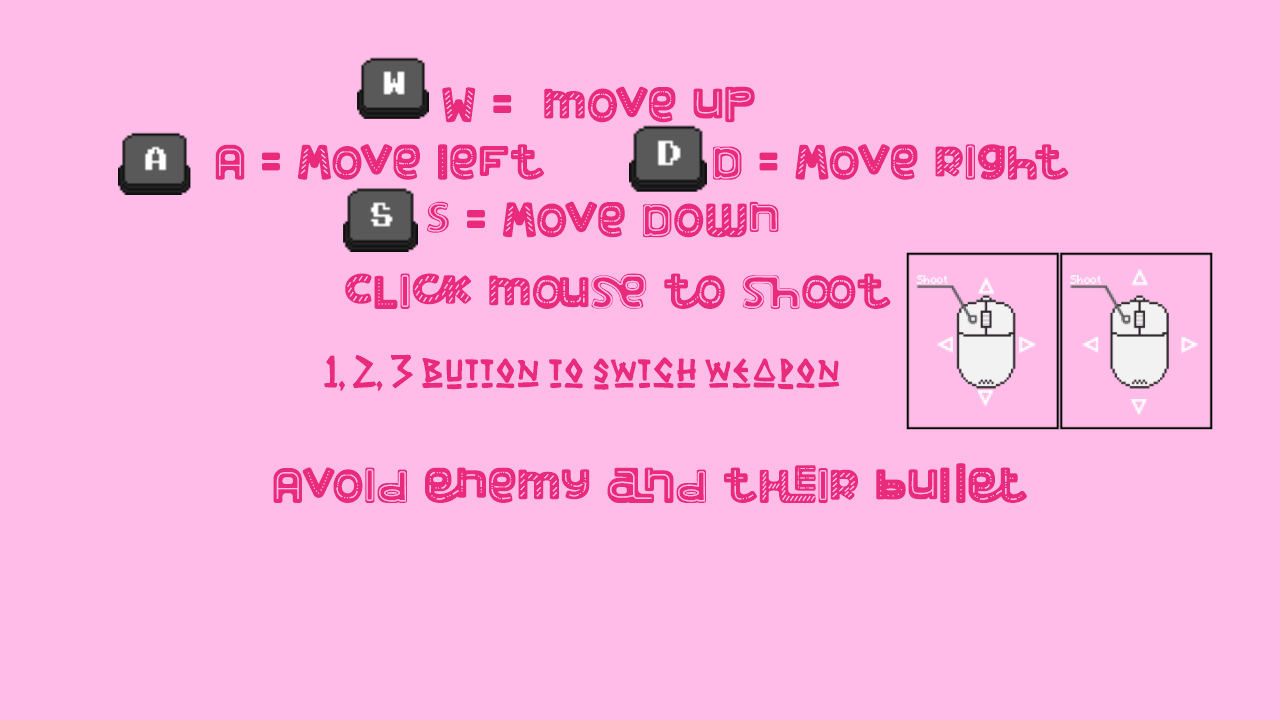 W W = move up
A A = Move left D D = Move Right
S S = Move Down
CLICK mouse to shoot
Shoot Shoot
1, 2, 3 BUTTON TO SWTCH WEAPON
Avoid enemy and THEIR bullet